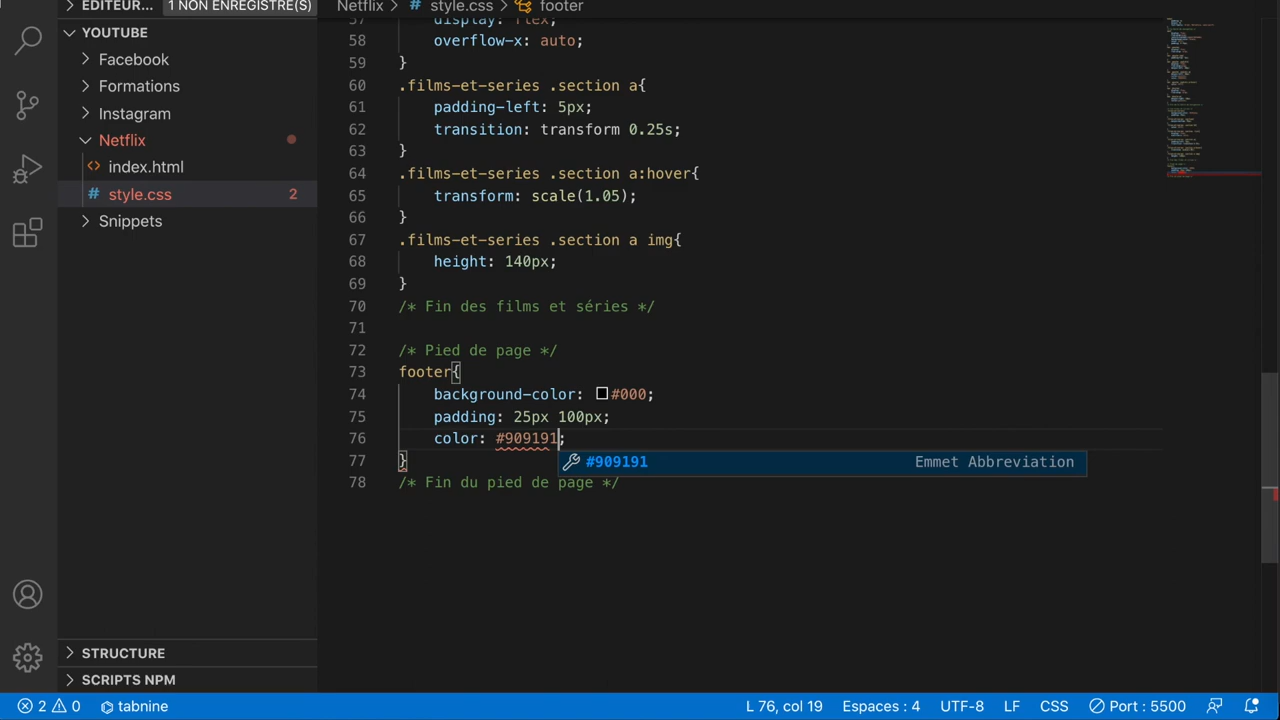 EDITEUR... 1 NON ENREGISTRÉ(S)
Netflix > # style.css > footer
YOUTUBE
Facebook
Formations
Instagram
Netflix
index.html
# style.css 2
Snippets
STRUCTURE
SCRIPTS NPM
57 display: flex;
58 overflow-x: auto;
59 }
60 .films-et-series .section a{
61 padding-left: 5px;
62 transition: transform 0.25s;
63 }
64 .films-et-series .section a:hover{
65 transform: scale(1.05);
66 }
67 .films-et-series .section a img{
68 height: 140px;
69 }
70 /* Fin des films et séries */
71
72 /* Pied de page */
73 footer{
74 background-color: #000;
75 padding: 25px 100px;
76 color: #909191;
#909191 Emmet Abbreviation
77 }
78 /* Fin du pied de page */
2 0 tabnine L 76, col 19 Espaces : 4 UTF-8 LF CSS Port : 5500